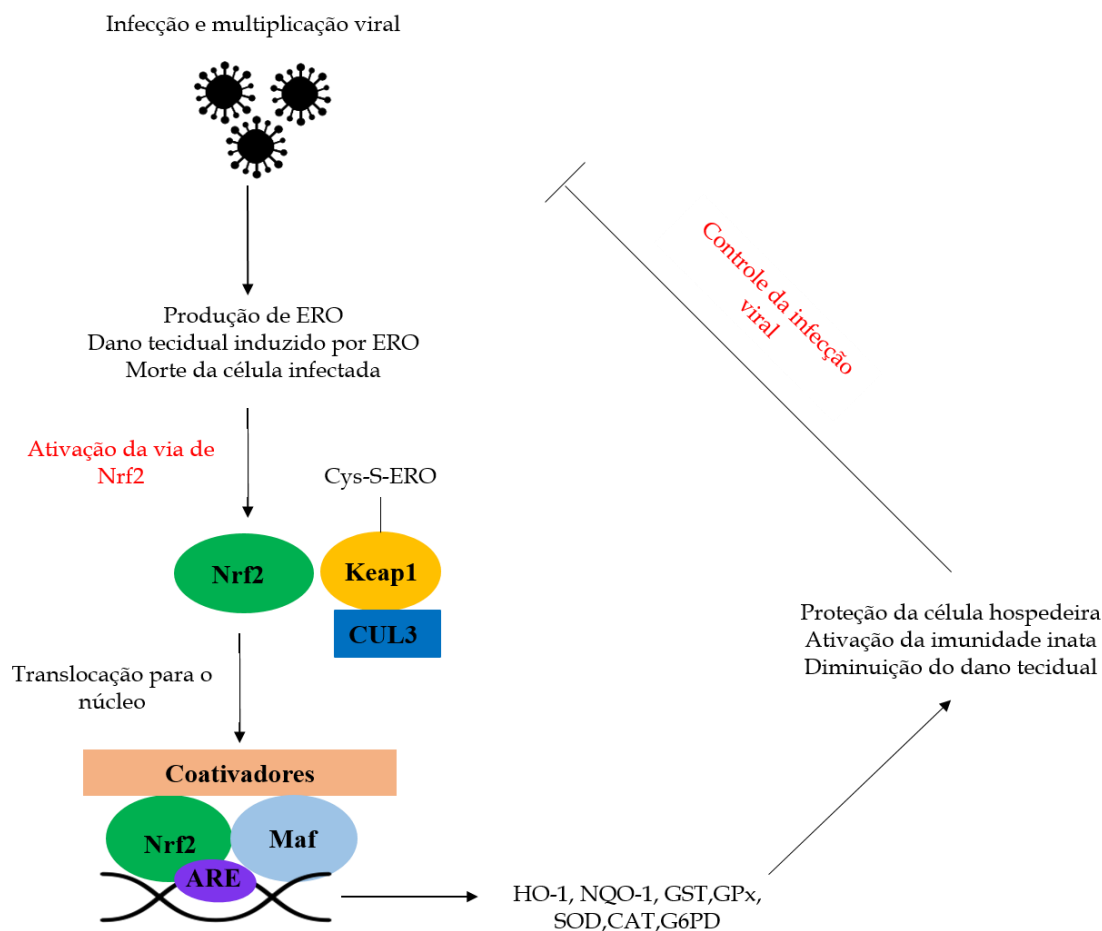 Infecção e multiplicação viral
Produção de ERO
Dano tecidual induzido por ERO
Morte da célula infectada
Ativação da via de
Nrf2
Cys-S-ERO
Nrf2
Keap1
CUL3
Translocação para o
núcleo
Coativadores
Nrf2
Maf
ARE
HO-1, NQO-1, GST,GPx,
SOD,CAT,G6PD
Proteção da célula hospedeira
Ativação da imunidade inata
Diminuição do dano tecidual
Controle da infecção
viral